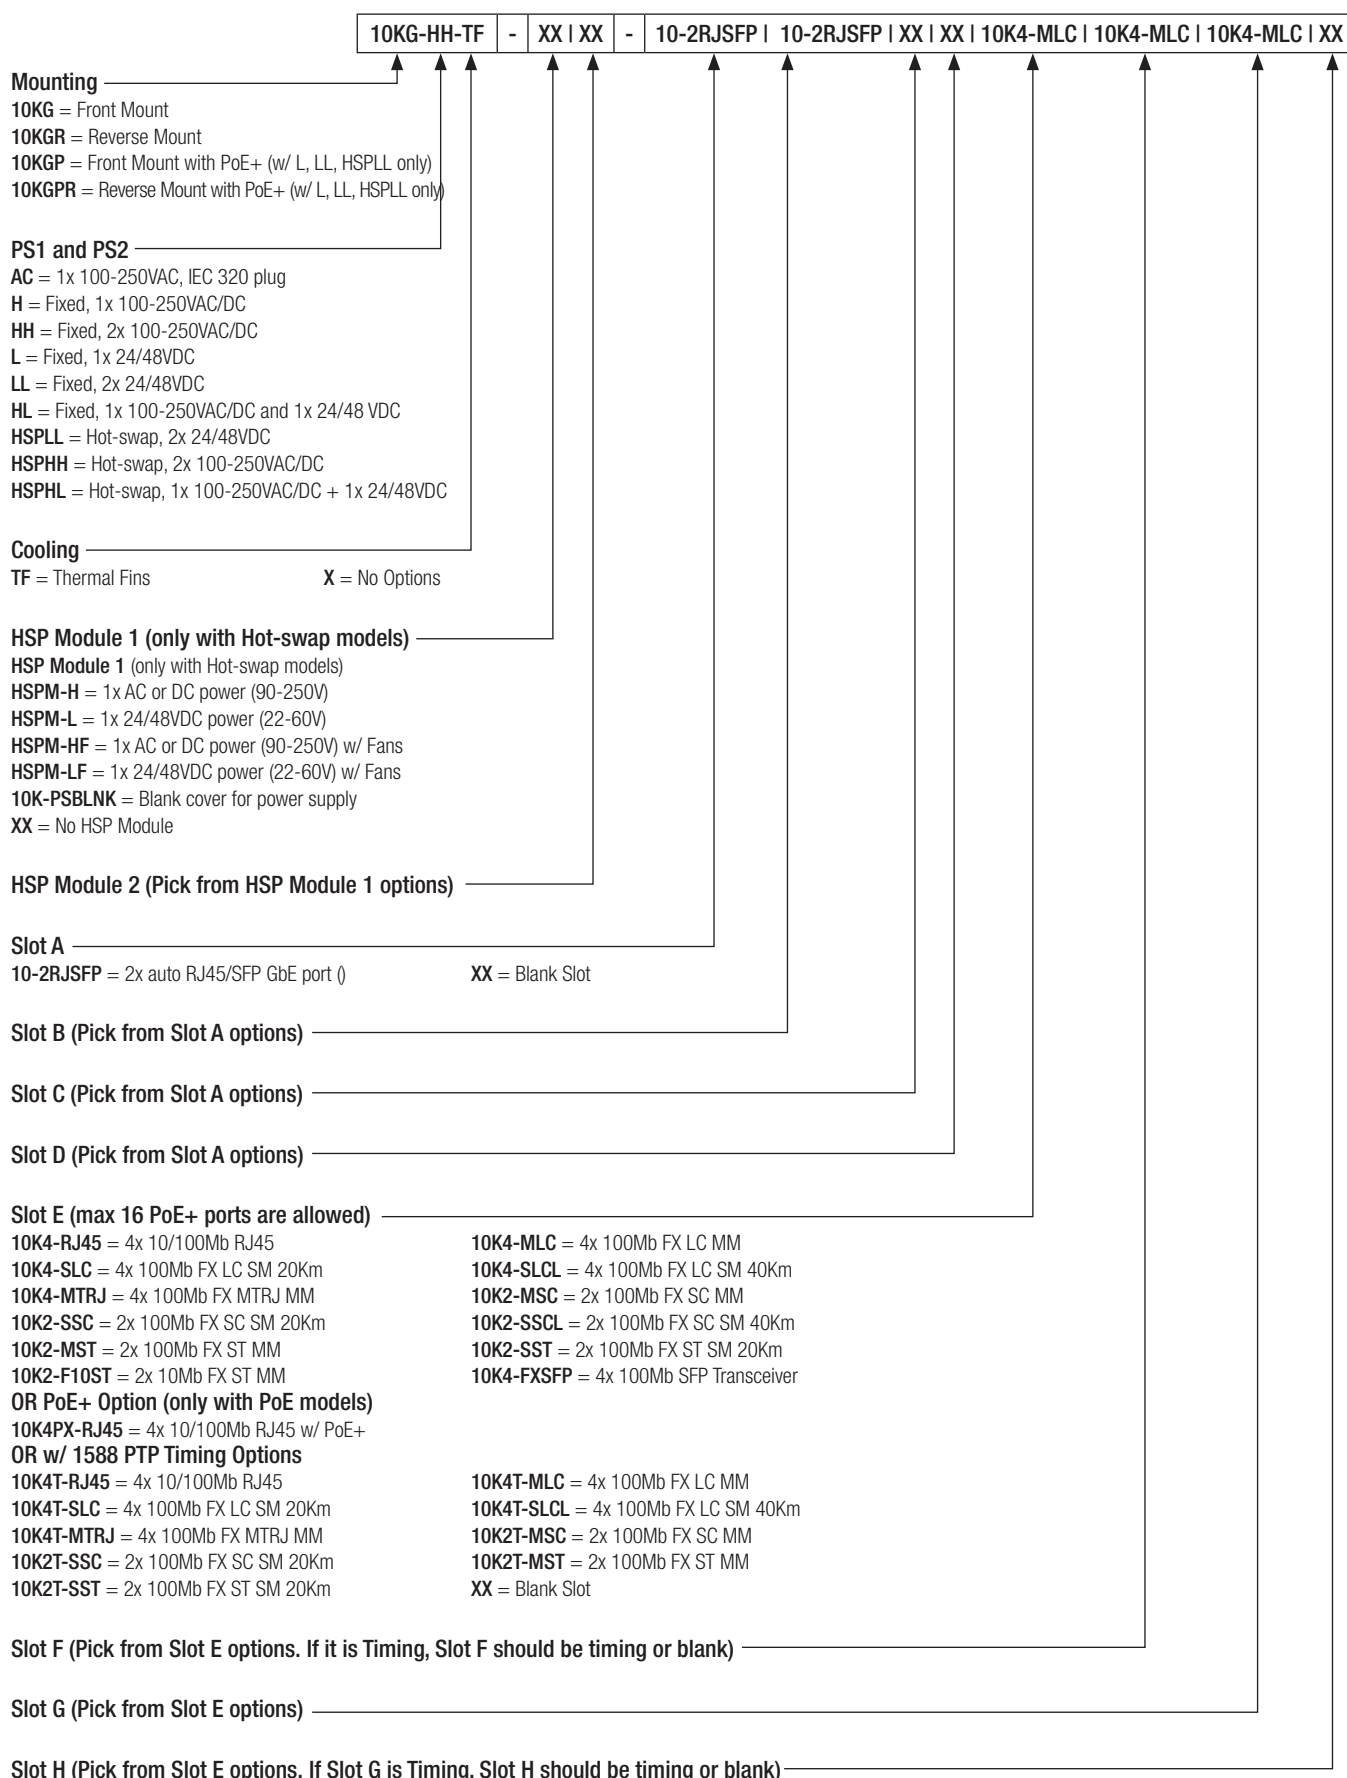 10KG-HH-TF - XX | XX - 10-2RJSFP | 10-2RJSFP | XX | XX | 10K4-MLC | 10K4-MLC | 10K4-MLC | XX
Mounting
10KG = Front Mount
10KGR = Reverse Mount
10KGP = Front Mount with PoE+ (w/ L, LL, HSPLL only)
10KGPR = Reverse Mount with PoE+ (w/ L, LL, HSPLL only)
PS1 and PS2
AC = 1x 100-250VAC, IEC 320 plug
H = Fixed, 1x 100-250VAC/DC
HH = Fixed, 2x 100-250VAC/DC
L = Fixed, 1x 24/48VDC
LL = Fixed, 2x 24/48VDC
HL = Fixed, 1x 100-250VAC/DC and 1x 24/48 VDC
HSPLL = Hot-swap, 2x 24/48VDC
HSPHH = Hot-swap, 2x 100-250VAC/DC
HSPHL = Hot-swap, 1x 100-250VAC/DC + 1x 24/48VDC
Cooling
TF = Thermal Fins X = No Options
HSP Module 1 (only with Hot-swap models)
HSP Module 1 (only with Hot-swap models)
HSPM-H = 1x AC or DC power (90-250V)
HSPM-L = 1x 24/48VDC power (22-60V)
HSPM-HF = 1x AC or DC power (90-250V) w/ Fans
HSPM-LF = 1x 24/48VDC power (22-60V) w/ Fans
10K-PSBLNK = Blank cover for power supply
XX = No HSP Module
HSP Module 2 (Pick from HSP Module 1 options)
Slot A
10-2RJSFP = 2x auto RJ45/SFP GbE port () XX = Blank Slot
Slot B (Pick from Slot A options)
Slot C (Pick from Slot A options)
Slot D (Pick from Slot A options)
Slot E (max 16 PoE+ ports are allowed)
10K4-RJ45 = 4x 10/100Mb RJ45 10K4-MLC = 4x 100Mb FX LC MM
10K4-SLC = 4x 100Mb FX LC SM 20Km 10K4-SLCL = 4x 100Mb FX LC SM 40Km
10K4-MTRJ = 4x 100Mb FX MTRJ MM 10K2-MSC = 2x 100Mb FX SC MM
10K2-SSC = 2x 100Mb FX SC SM 20Km 10K2-SSCL = 2x 100Mb FX SC SM 40Km
10K2-MST = 2x 100Mb FX ST MM 10K2-SST = 2x 100Mb FX ST SM 20Km
10K2-F10ST = 2x 10Mb FX ST MM 10K4-FXSFP = 4x 100Mb SFP Transceiver
OR PoE+ Option (only with PoE models)
10K4PX-RJ45 = 4x 10/100Mb RJ45 w/ PoE+
OR w/ 1588 PTP Timing Options
10K4T-RJ45 = 4x 10/100Mb RJ45 10K4T-MLC = 4x 100Mb FX LC MM
10K4T-SLC = 4x 100Mb FX LC SM 20Km 10K4T-SLCL = 4x 100Mb FX LC SM 40Km
10K4T-MTRJ = 4x 100Mb FX MTRJ MM 10K2T-MSC = 2x 100Mb FX SC MM
10K2T-SSC = 2x 100Mb FX SC SM 20Km 10K2T-MST = 2x 100Mb FX ST MM
10K2T-SST = 2x 100Mb FX ST SM 20Km XX = Blank Slot
Slot F (Pick from Slot E options. If it is Timing, Slot F should be timing or blank)
Slot G (Pick from Slot E options)
Slot H (Pick from Slot E options. If Slot G is Timing, Slot H should be timing or blank)